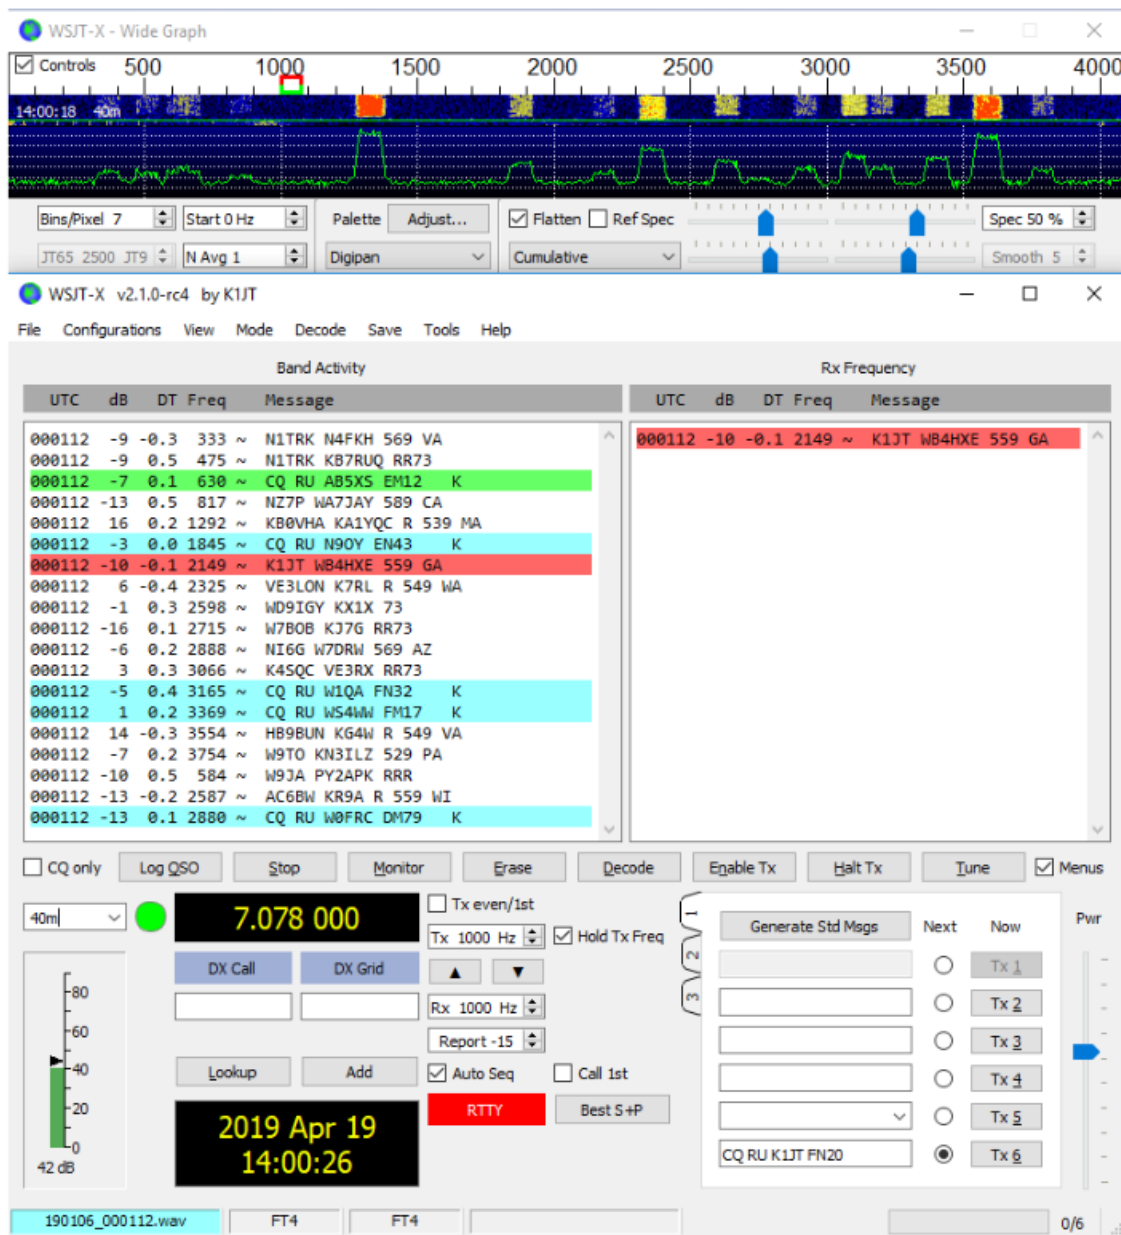 WSJT-X - Wide Graph
Controls 500 1000 1500 2000 2500 3000 3500 4000
14:00:18 40m
Bins/Pixel 7 Start 0 Hz Palette Adjust... Flatten Ref Spec Spec 50 %
JT65 2500 JT9 N Avg 1 Digipan Cumulative Smooth 5
WSJT-X v2.1.0-rc4 by K1JT
File Configurations View Mode Decode Save Tools Help
Band Activity
UTC dB DT Freq Message
000112 -9 -0.3 333 ~ N1TRK N4FKH 569 VA
000112 -9 0.5 475 ~ N1TRK KB7RUQ RR73
000112 -7 0.1 630 ~ CQ RU AB5XS EM12 K
000112 -13 0.5 817 ~ NZ7P WA7JAY 589 CA
000112 16 0.2 1292 ~ KB0VHA KA1YQC R 539 MA
000112 -3 0.0 1845 ~ CQ RU N9OY EN43 K
000112 -10 -0.1 2149 ~ K1JT WB4HXE 559 GA
000112 6 -0.4 2325 ~ VE3LON K7RL R 549 WA
000112 -1 0.3 2598 ~ WD9IGY KX1X 73
000112 -16 0.1 2715 ~ W7BOB KJ7G RR73
000112 -6 0.2 2888 ~ NI6G W7DRW 569 AZ
000112 3 0.3 3066 ~ K4SQC VE3RX RR73
000112 -5 0.4 3165 ~ CQ RU W1QA FN32 K
000112 1 0.2 3369 ~ CQ RU WS4WW FM17 K
000112 14 -0.3 3554 ~ HB9BUN KG4W R 549 VA
000112 -7 0.2 3754 ~ W9TO KN3ILZ 529 PA
000112 -10 0.5 584 ~ W9JA PY2APK RRR
000112 -13 -0.2 2587 ~ AC6BW KR9A R 559 WI
000112 -13 0.1 2880 ~ CQ RU W0FRC DM79 K
Rx Frequency
UTC dB DT Freq Message
000112 -10 -0.1 2149 ~ K1JT WB4HXE 559 GA
CQ only Log QSO Stop Monitor Erase Decode Enable Tx Halt Tx Tune Menus
40m 7.078 000
Tx even/1st
Tx 1000 Hz Hold Tx Freq
DX Call DX Grid
Rx 1000 Hz
Report -15
Lookup Add Auto Seq Call 1st
RTTY Best S+P
2019 Apr 19
14:00:26
80
60
40
20
0
42 dB
1
2
3
Generate Std Msgs Next Now Pwr
Tx 1
Tx 2
Tx 3
Tx 4
Tx 5
CQ RU K1JT FN20 Tx 6
190106_000112.wav FT4 FT4 0/6